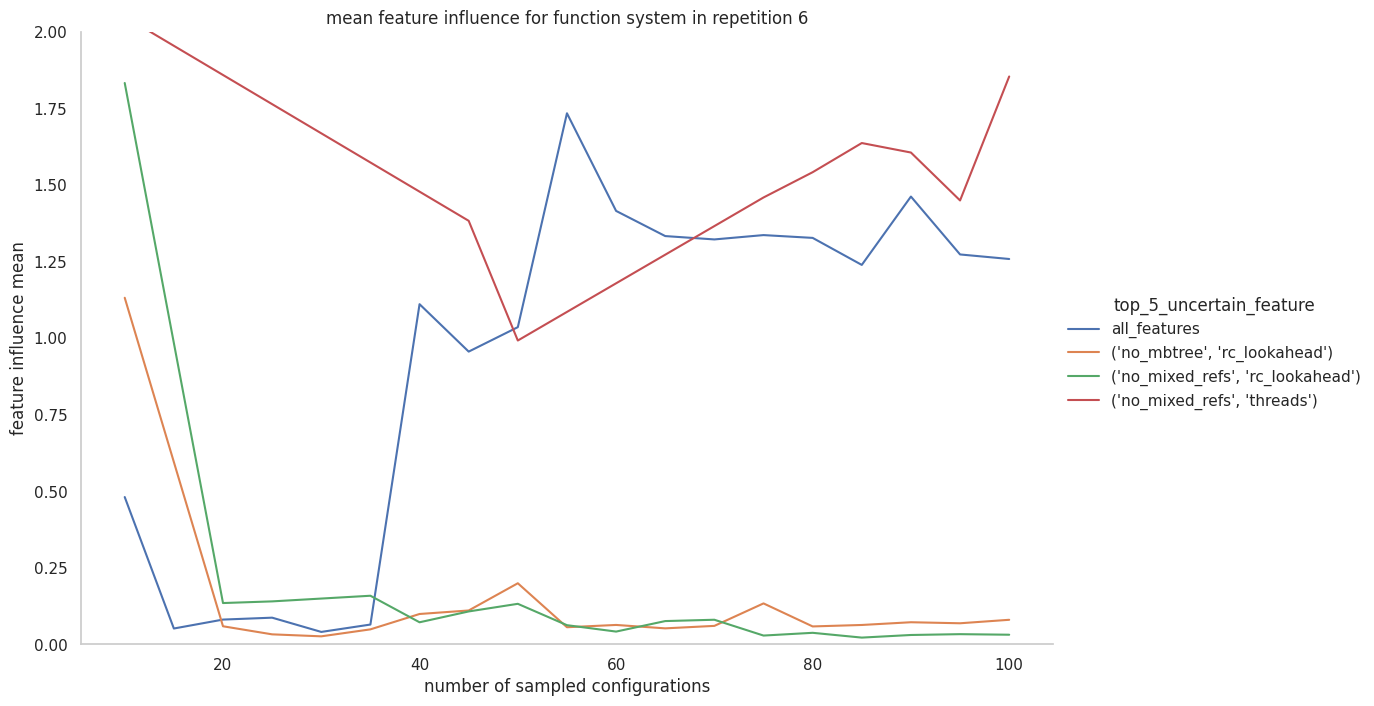 mean feature influence for function system in repetition 6
2.00
1.75
1.50
1.25
1.00
0.75
0.50
0.25
0.00
feature influence mean
20
40
60
80
100
number of sampled configurations
top_5_uncertain_feature
all_features
('no_mbtree', 'rc_lookahead')
('no_mixed_refs', 'rc_lookahead')
('no_mixed_refs', 'threads')